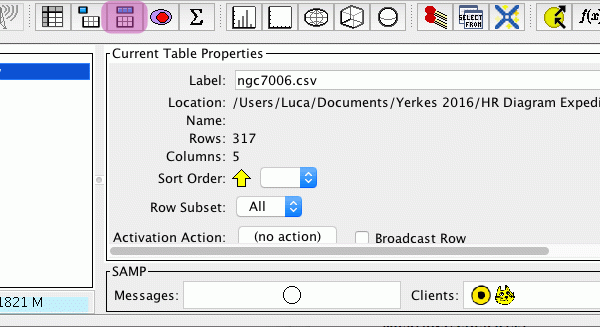 Σ
SELECT
FROM
f(x)
Current Table Properties
Label: ngc7006.csv
Location: /Users/Luca/Documents/Yerkes 2016/HR Diagram Expedi
Name:
Rows: 317
Columns: 5
Sort Order:
Row Subset: All
Activation Action: (no action) Broadcast Row
SAMP
1821 M
Messages: Clients: